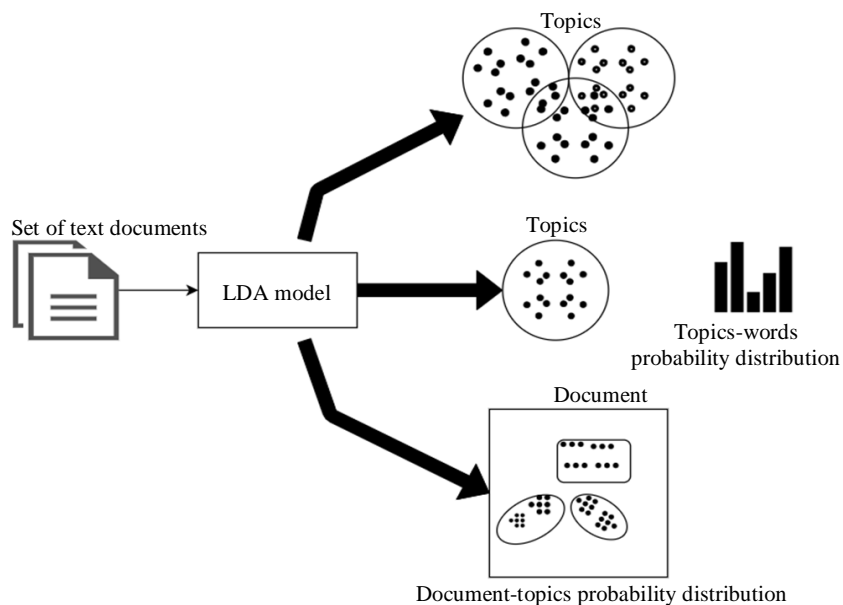 Topics
Set of text documents
LDA model
Topics
Topics-words
probability distribution
Document
Document-topics probability distribution